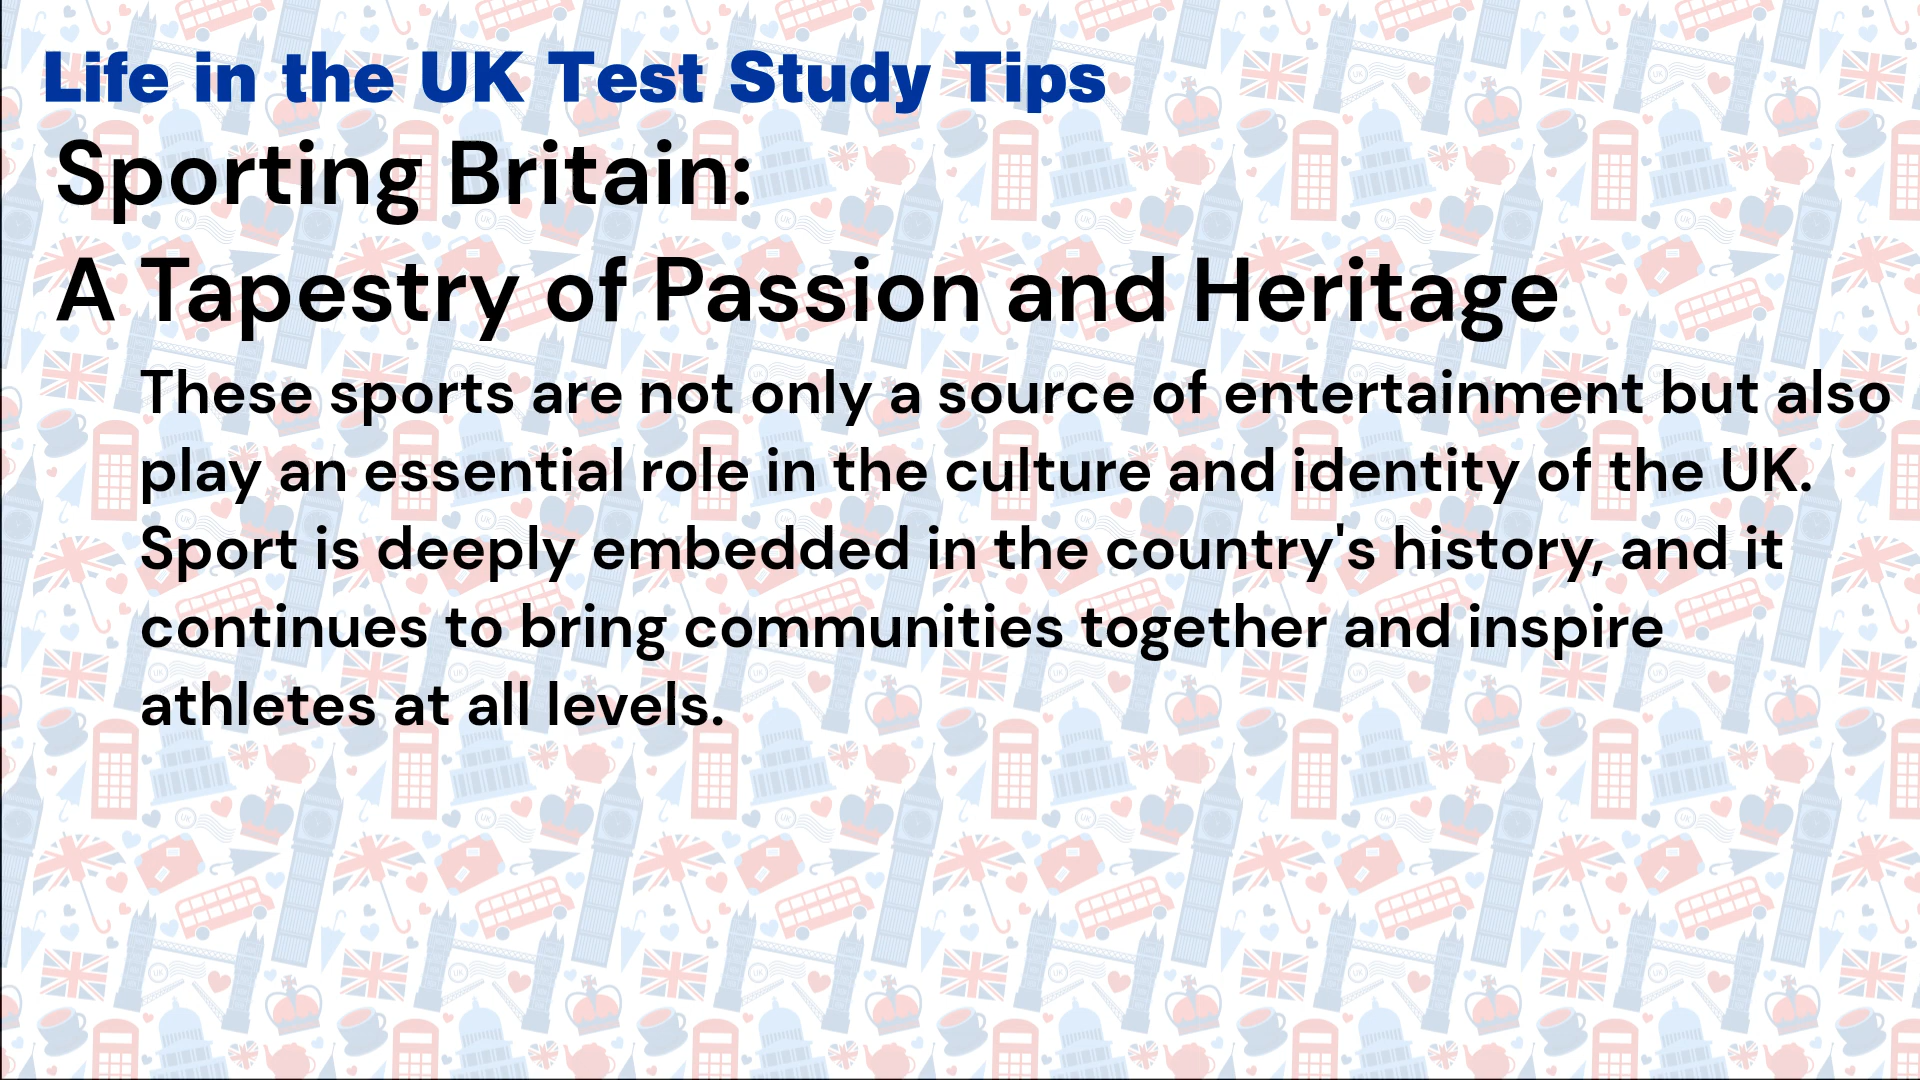 Life in the UK Test Study Tips
Sporting Britain:
A Tapestry of Passion and Heritage
These sports are not only a source of entertainment but also
play an essential role in the culture and identity of the UK.
Sport is deeply embedded in the country's history, and it
continues to bring communities together and inspire
athletes at all levels.